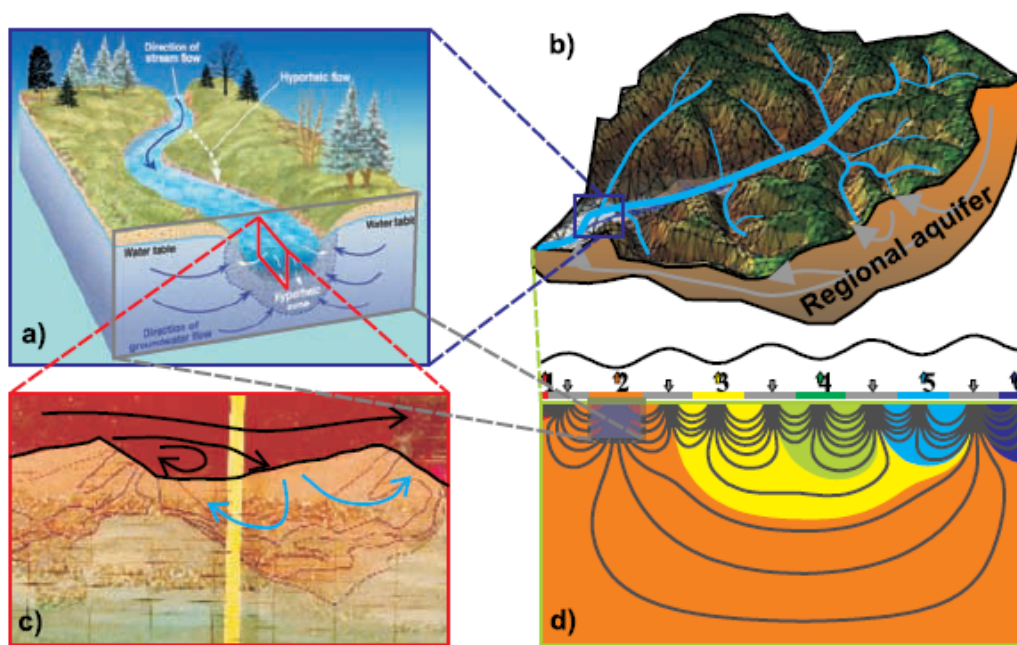 Direction of
stream flow
Hyporheic flow
Water table
Water table
Hyporheic
zone
Direction of
groundwater flow
a)
b)
Regional aquifer
c)
1 2 3 4 5
d)